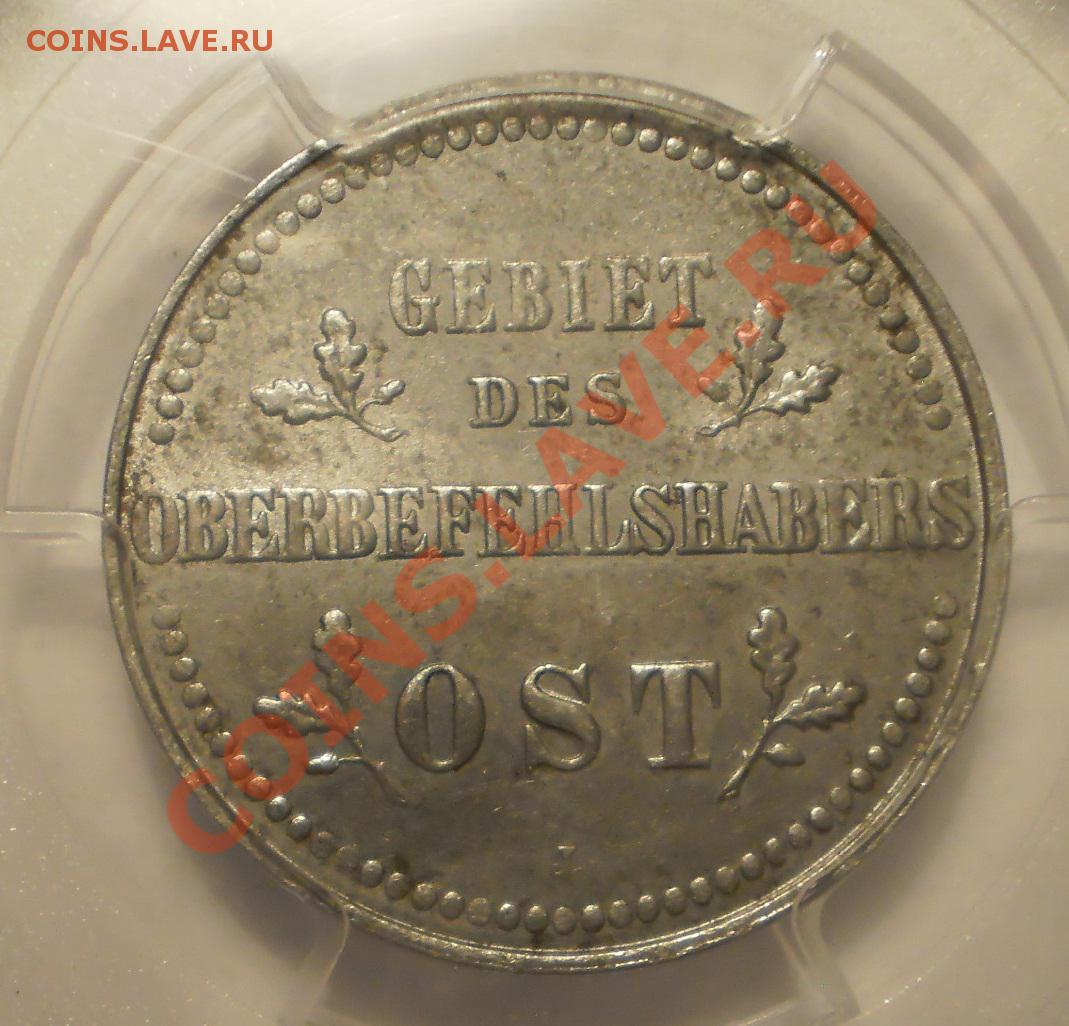 COINS.LAVE.RU
GEBIET
DES
OBERBEFEHLSHABERS
OST
COINS.LAVE.RU